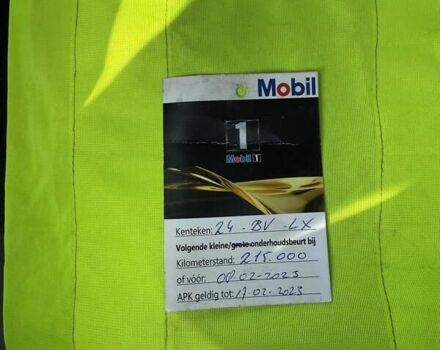 Mobil
1
Mobil 1
Kenteken: 24-BV-LX
Volgende kleine/grote onderhoudsbeurt bij
Kilometerstand: 215.000
of vóór: 02-2023
APK geldig tot: 17-02-2023